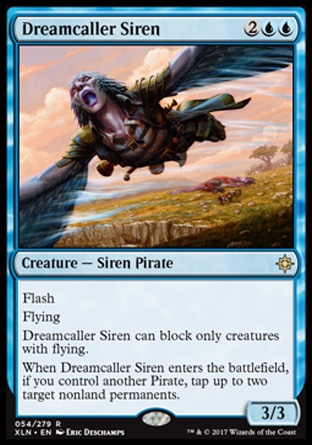 Dreamcaller Siren 2
Creature — Siren Pirate
Flash
Flying
Dreamcaller Siren can block only creatures
with flying.
When Dreamcaller Siren enters the battlefield,
if you control another Pirate, tap up to two
target nonland permanents.
3/3
054/279 R
XLN • EN ERIC DESCHAMPS
™ & © 2017 Wizards of the Coast